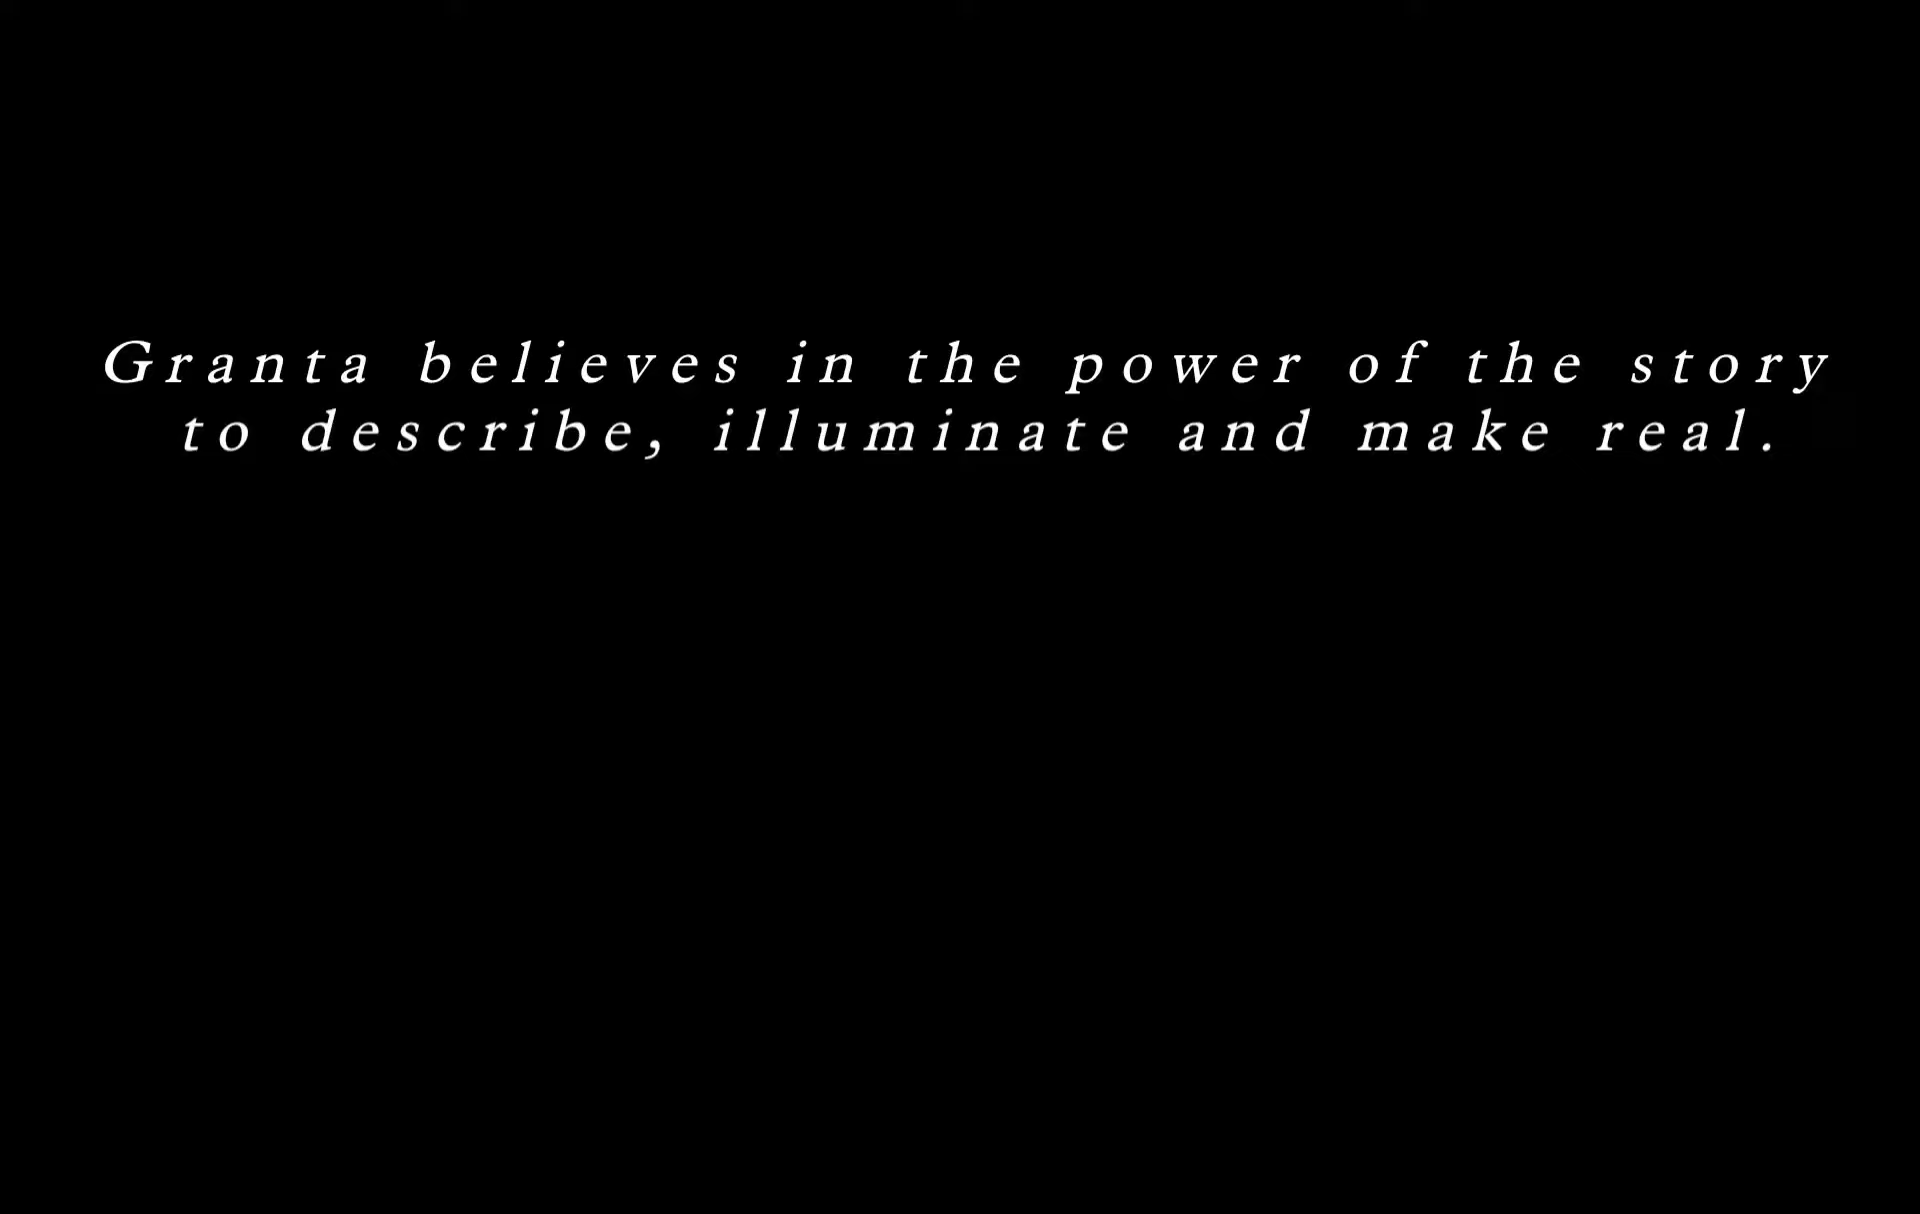 Granta believes in the power of the story
to describe, illuminate and make real.